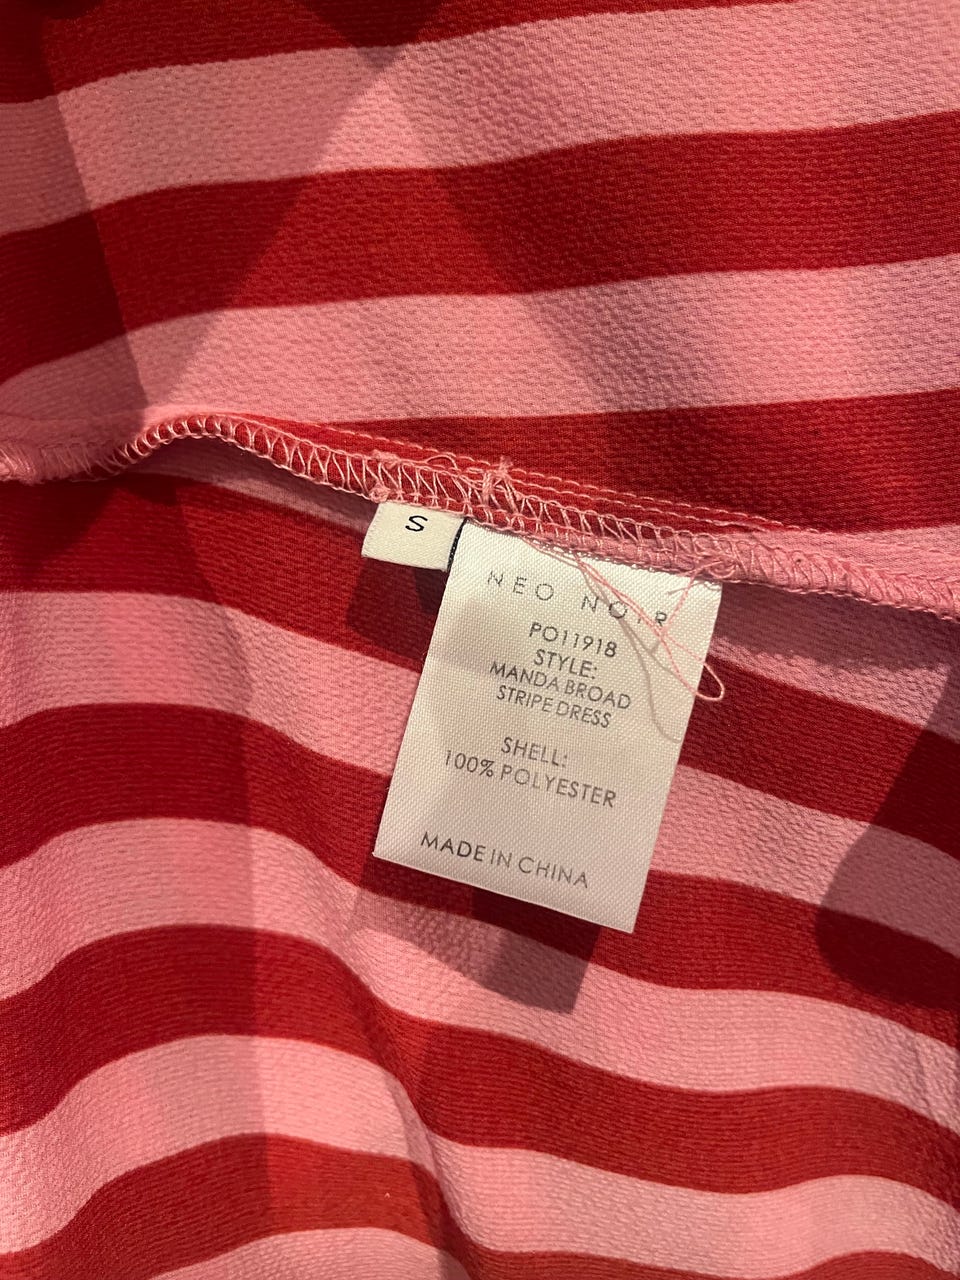 S
NEO NOIR
PO11918
STYLE:
MANDA BROAD
STRIPE DRESS
SHELL:
100% POLYESTER
MADE IN CHINA